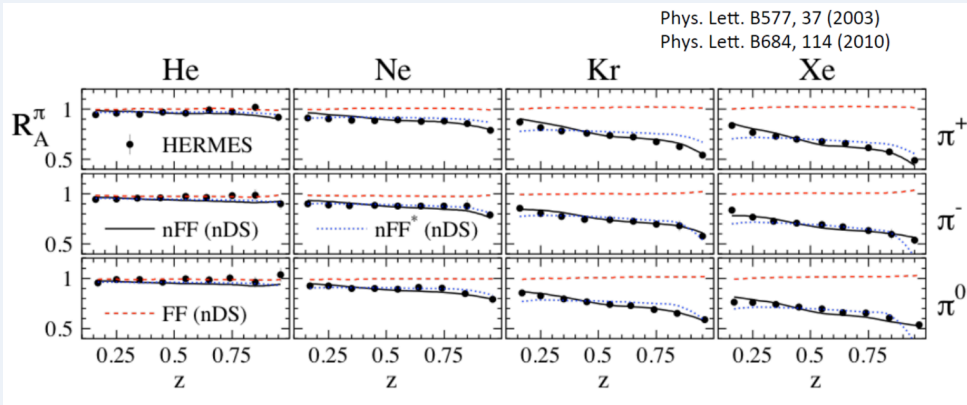 Phys. Lett. B577, 37 (2003)
Phys. Lett. B684, 114 (2010)
He Ne Kr Xe
R_A^π
1
0.5
HERMES
π⁺
1
0.5
nFF (nDS)
nFF* (nDS)
π⁻
1
0.5
FF (nDS)
π⁰
0.25 0.5 0.75 0.25 0.5 0.75 0.25 0.5 0.75 0.25 0.5 0.75
z z z z